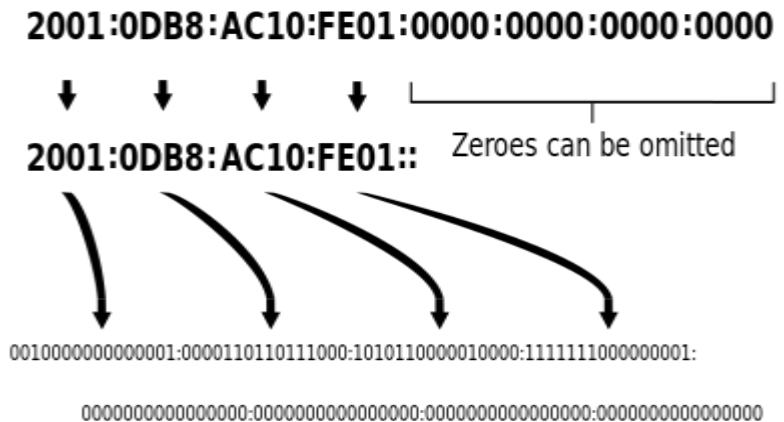 2001:0DB8:AC10:FE01:0000:0000:0000:0000
Zeroes can be omitted
2001:0DB8:AC10:FE01::
0010000000000001:0000110110111000:1010110000010000:1111111000000001:
0000000000000000:0000000000000000:0000000000000000:0000000000000000